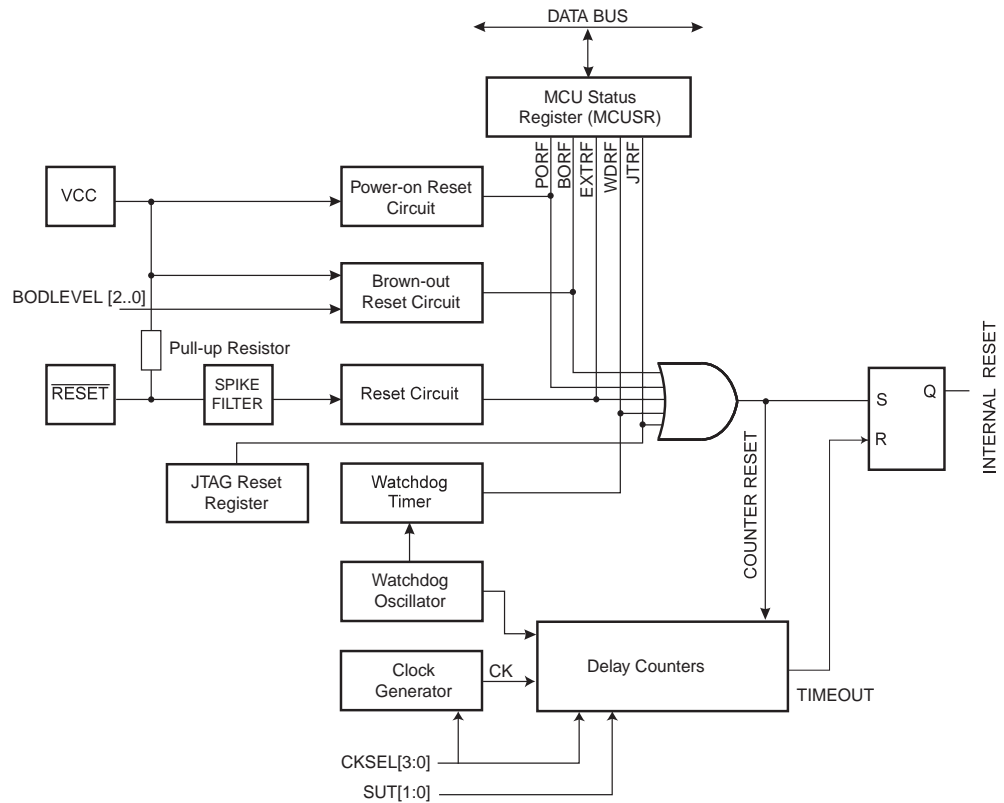 DATA BUS
MCU Status
Register (MCUSR)
PORF
BORF
EXTRF
WDRF
JTRF
VCC
Power-on Reset
Circuit
Brown-out
Reset Circuit
BODLEVEL [2..0]
Pull-up Resistor
RESET
SPIKE
FILTER
Reset Circuit
JTAG Reset
Register
Watchdog
Timer
Watchdog
Oscillator
Clock
Generator
CK
Delay Counters
CKSEL[3:0]
SUT[1:0]
COUNTER RESET
TIMEOUT
S
R
Q
INTERNAL RESET